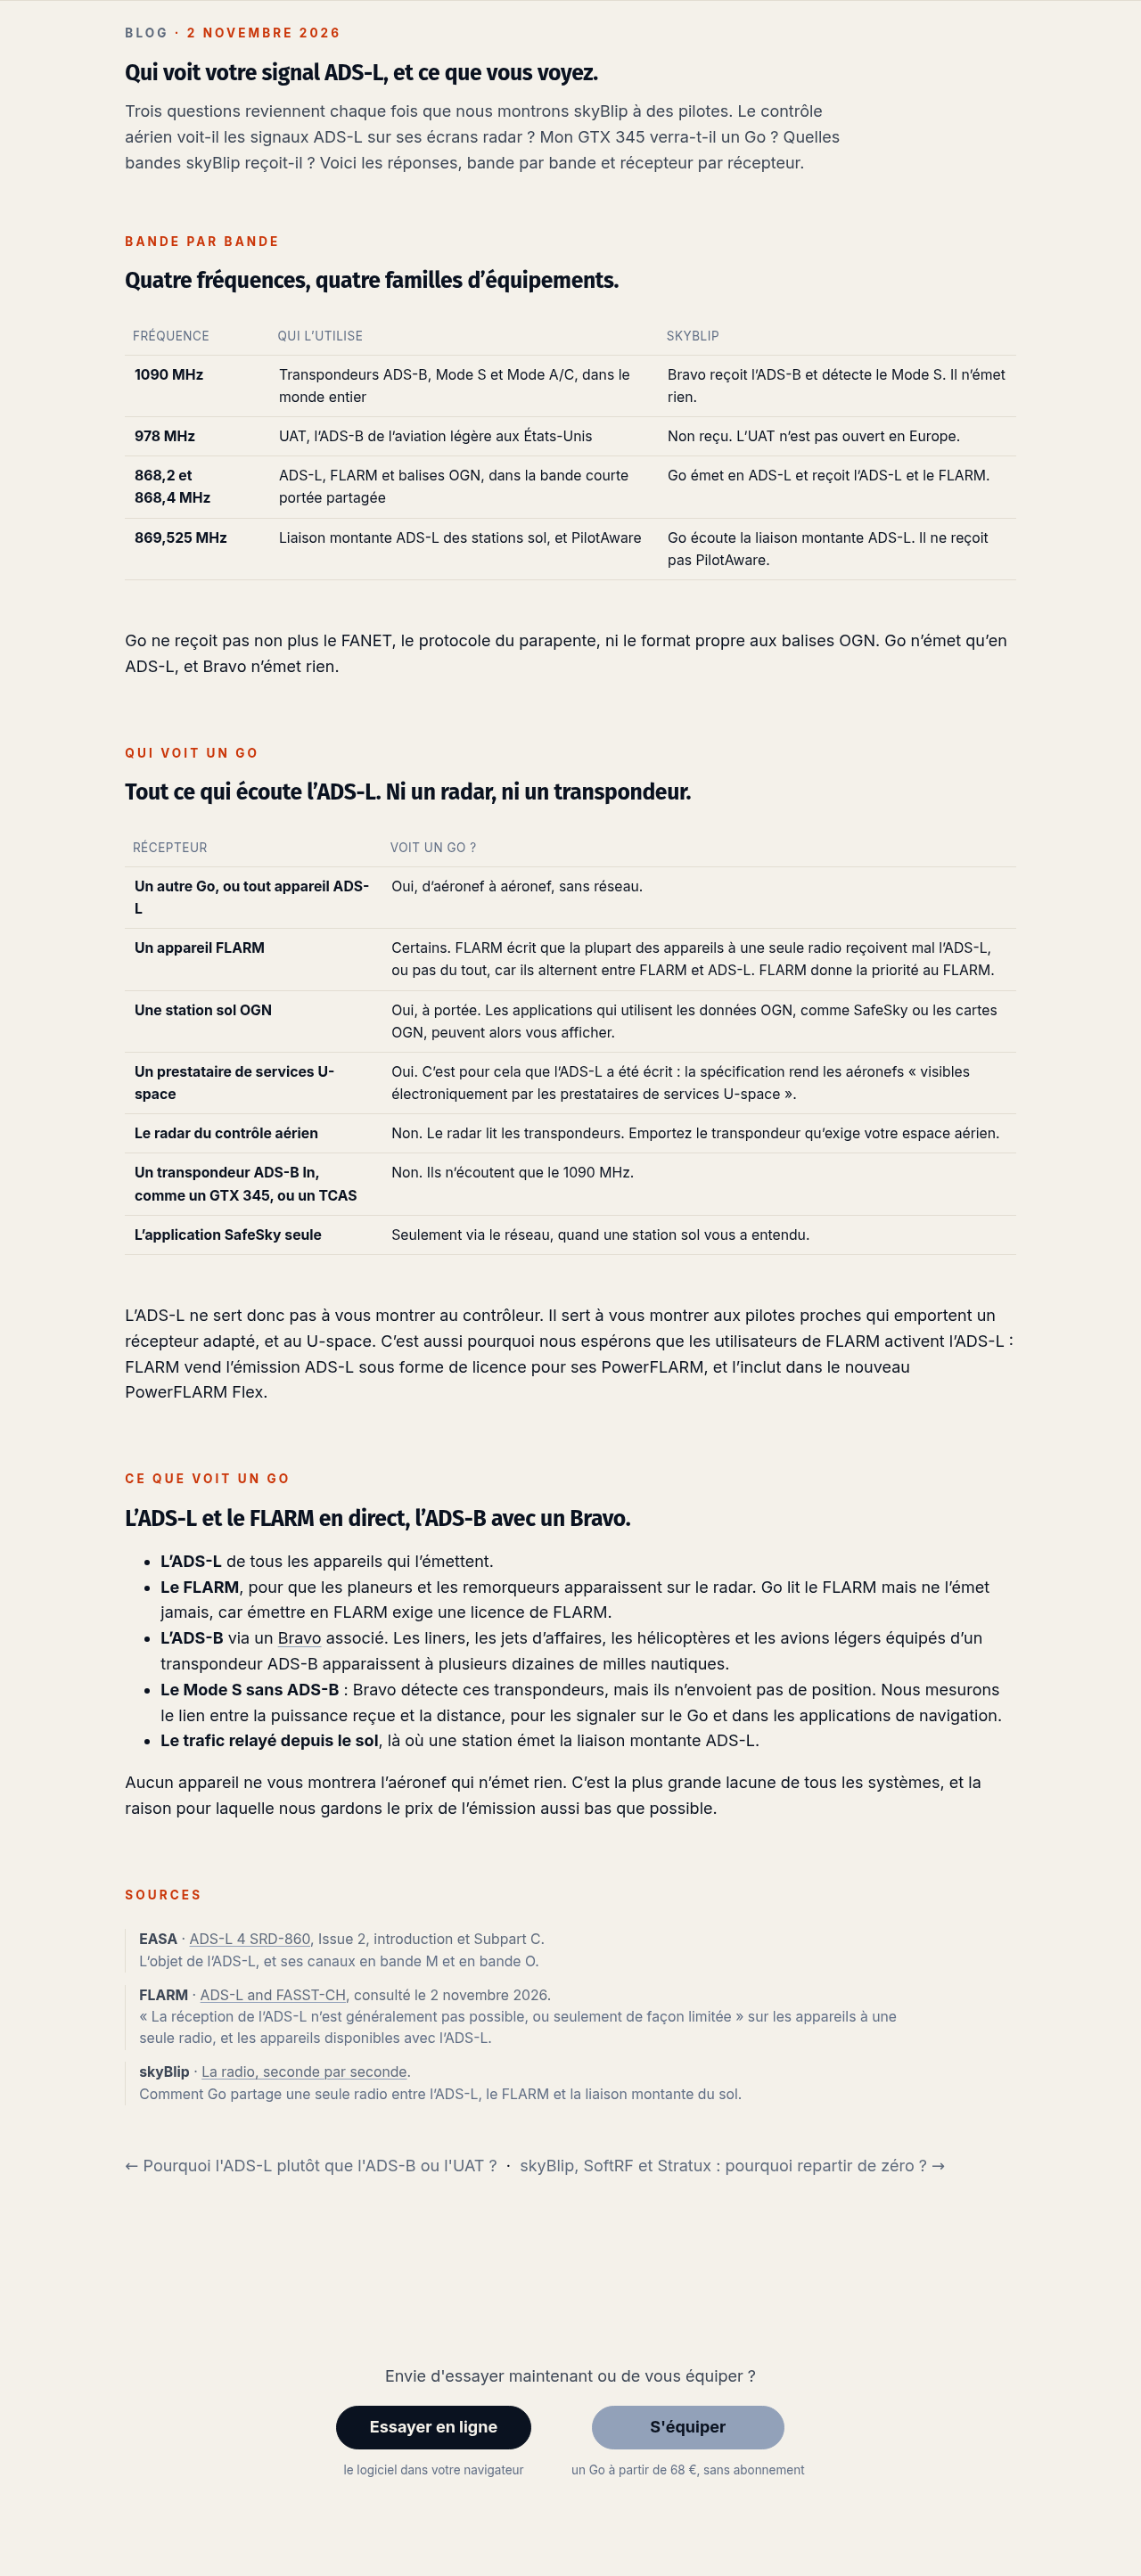 BLOG · 2 NOVEMBRE 2026
Qui voit votre signal ADS-L, et ce que vous voyez.
Trois questions reviennent chaque fois que nous montrons skyBlip à des pilotes. Le contrôle
aérien voit-il les signaux ADS-L sur ses écrans radar ? Mon GTX 345 verra-t-il un Go ? Quelles
bandes skyBlip reçoit-il ? Voici les réponses, bande par bande et récepteur par récepteur.
BANDE PAR BANDE
Quatre fréquences, quatre familles d’équipements.
FRÉQUENCE QUI L’UTILISE SKYBLIP
1090 MHz Transpondeurs ADS-B, Mode S et Mode A/C, dans le Bravo reçoit l’ADS-B et détecte le Mode S. Il n’émet
monde entier rien.
978 MHz UAT, l’ADS-B de l’aviation légère aux États-Unis Non reçu. L’UAT n’est pas ouvert en Europe.
868,2 et ADS-L, FLARM et balises OGN, dans la bande courte Go émet en ADS-L et reçoit l’ADS-L et le FLARM.
868,4 MHz portée partagée
869,525 MHz Liaison montante ADS-L des stations sol, et PilotAware Go écoute la liaison montante ADS-L. Il ne reçoit
pas PilotAware.
Go ne reçoit pas non plus le FANET, le protocole du parapente, ni le format propre aux balises OGN. Go n’émet qu’en
ADS-L, et Bravo n’émet rien.
QUI VOIT UN GO
Tout ce qui écoute l’ADS-L. Ni un radar, ni un transpondeur.
RÉCEPTEUR VOIT UN GO ?
Un autre Go, ou tout appareil ADS- Oui, d’aéronef à aéronef, sans réseau.
L
Un appareil FLARM Certains. FLARM écrit que la plupart des appareils à une seule radio reçoivent mal l’ADS-L,
ou pas du tout, car ils alternent entre FLARM et ADS-L. FLARM donne la priorité au FLARM.
Une station sol OGN Oui, à portée. Les applications qui utilisent les données OGN, comme SafeSky ou les cartes
OGN, peuvent alors vous afficher.
Un prestataire de services U- Oui. C’est pour cela que l’ADS-L a été écrit : la spécification rend les aéronefs « visibles
space électroniquement par les prestataires de services U-space ».
Le radar du contrôle aérien Non. Le radar lit les transpondeurs. Emportez le transpondeur qu’exige votre espace aérien.
Un transpondeur ADS-B In, Non. Ils n’écoutent que le 1090 MHz.
comme un GTX 345, ou un TCAS
L’application SafeSky seule Seulement via le réseau, quand une station sol vous a entendu.
L’ADS-L ne sert donc pas à vous montrer au contrôleur. Il sert à vous montrer aux pilotes proches qui emportent un
récepteur adapté, et au U-space. C’est aussi pourquoi nous espérons que les utilisateurs de FLARM activent l’ADS-L :
FLARM vend l’émission ADS-L sous forme de licence pour ses PowerFLARM, et l’inclut dans le nouveau
PowerFLARM Flex.
CE QUE VOIT UN GO
L’ADS-L et le FLARM en direct, l’ADS-B avec un Bravo.
• L’ADS-L de tous les appareils qui l’émettent.
• Le FLARM, pour que les planeurs et les remorqueurs apparaissent sur le radar. Go lit le FLARM mais ne l’émet
jamais, car émettre en FLARM exige une licence de FLARM.
• L’ADS-B via un Bravo associé. Les liners, les jets d’affaires, les hélicoptères et les avions légers équipés d’un
transpondeur ADS-B apparaissent à plusieurs dizaines de milles nautiques.
• Le Mode S sans ADS-B : Bravo détecte ces transpondeurs, mais ils n’envoient pas de position. Nous mesurons
le lien entre la puissance reçue et la distance, pour les signaler sur le Go et dans les applications de navigation.
• Le trafic relayé depuis le sol, là où une station émet la liaison montante ADS-L.
Aucun appareil ne vous montrera l’aéronef qui n’émet rien. C’est la plus grande lacune de tous les systèmes, et la
raison pour laquelle nous gardons le prix de l’émission aussi bas que possible.
SOURCES
EASA · ADS-L 4 SRD-860, Issue 2, introduction et Subpart C.
L’objet de l’ADS-L, et ses canaux en bande M et en bande O.
FLARM · ADS-L and FASST-CH, consulté le 2 novembre 2026.
« La réception de l’ADS-L n’est généralement pas possible, ou seulement de façon limitée » sur les appareils à une
seule radio, et les appareils disponibles avec l’ADS-L.
skyBlip · La radio, seconde par seconde.
Comment Go partage une seule radio entre l’ADS-L, le FLARM et la liaison montante du sol.
← Pourquoi l'ADS-L plutôt que l'ADS-B ou l'UAT ? · skyBlip, SoftRF et Stratux : pourquoi repartir de zéro ? →
Envie d'essayer maintenant ou de vous équiper ?
Essayer en ligne S'équiper
le logiciel dans votre navigateur un Go à partir de 68 €, sans abonnement